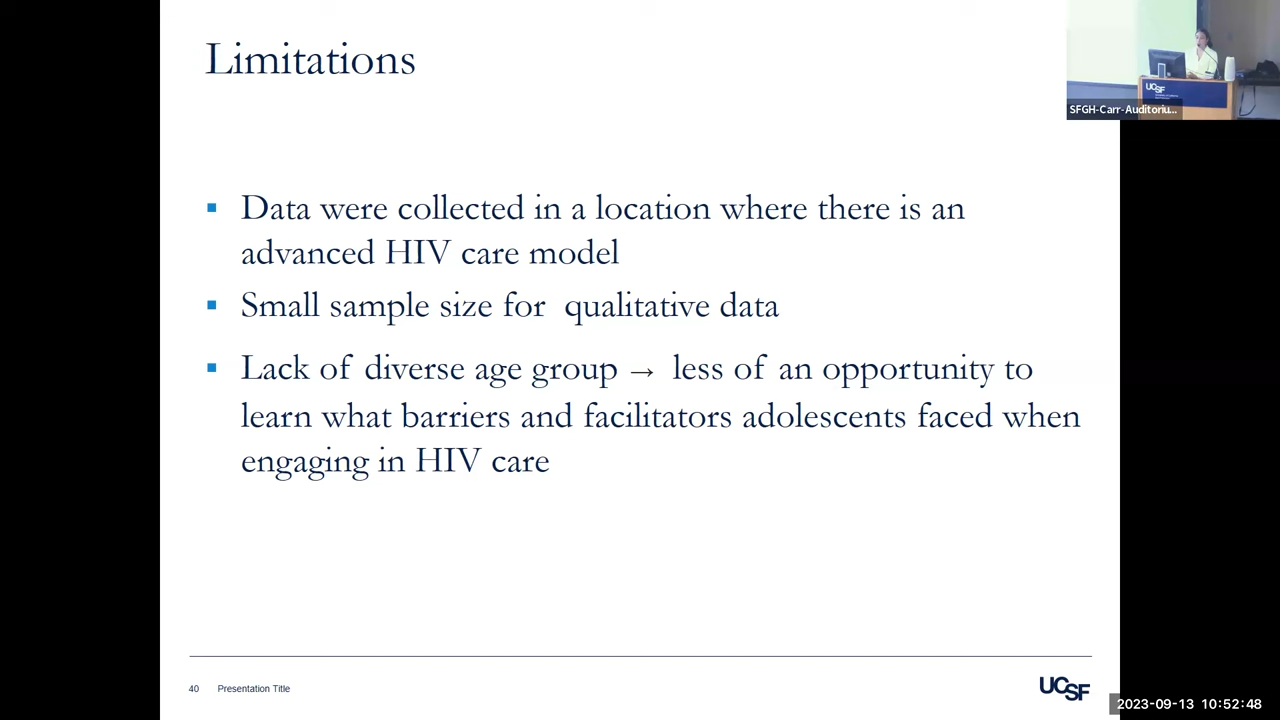 Limitations
SFGH-Carr-Auditoriu...
UCSF
▪ Data were collected in a location where there is an
advanced HIV care model
▪ Small sample size for qualitative data
▪ Lack of diverse age group → less of an opportunity to
learn what barriers and facilitators adolescents faced when
engaging in HIV care
40 Presentation Title
UCSF
2023-09-13 10:52:48